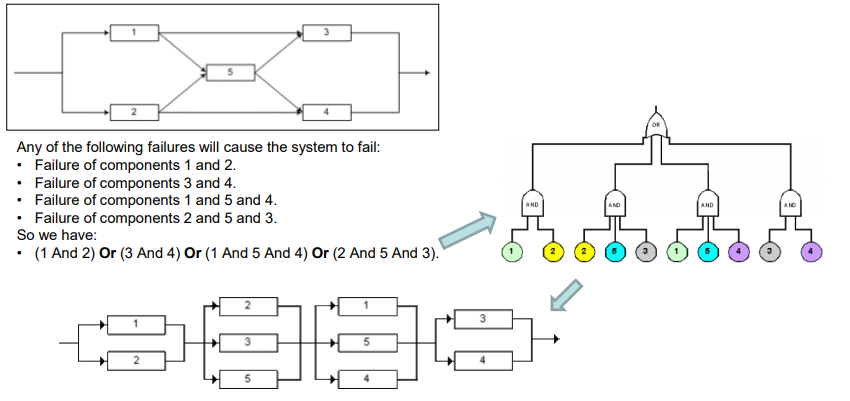 1
3
5
2
4
Any of the following failures will cause the system to fail:
• Failure of components 1 and 2.
• Failure of components 3 and 4.
• Failure of components 1 and 5 and 4.
• Failure of components 2 and 5 and 3.
So we have:
• (1 And 2) Or (3 And 4) Or (1 And 5 And 4) Or (2 And 5 And 3).
OR
AND AND AND AND
1 2 2 5 3 1 5 4 3 4
2 1
1 3
3 5
2 4
5 4